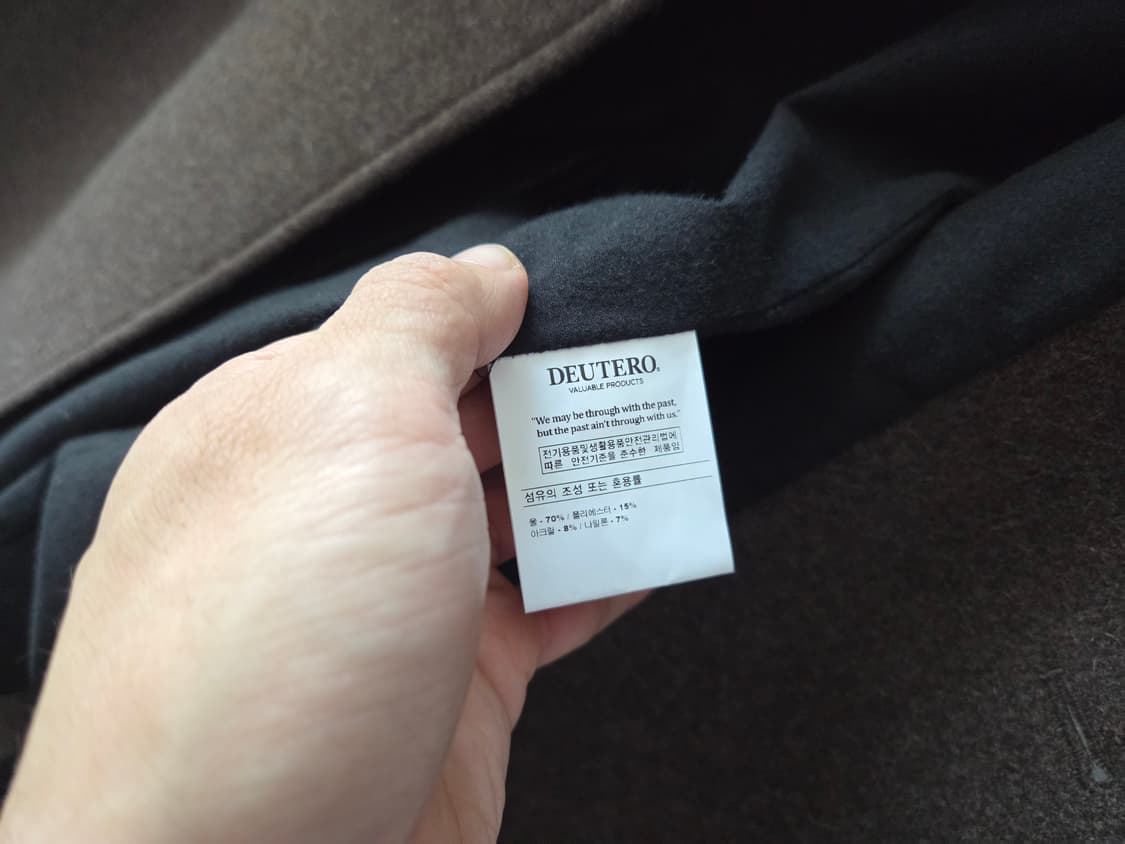 DEUTERO.
VALUABLE PRODUCTS
"We may be through with the past,
but the past ain't through with us."
전기용품및생활용품안전관리법에
따른 안전기준을 준수한 제품임
섬유의 조성 또는 혼용률
울 - 70% / 폴리에스터 - 15%
아크릴 - 8% / 나일론 - 7%